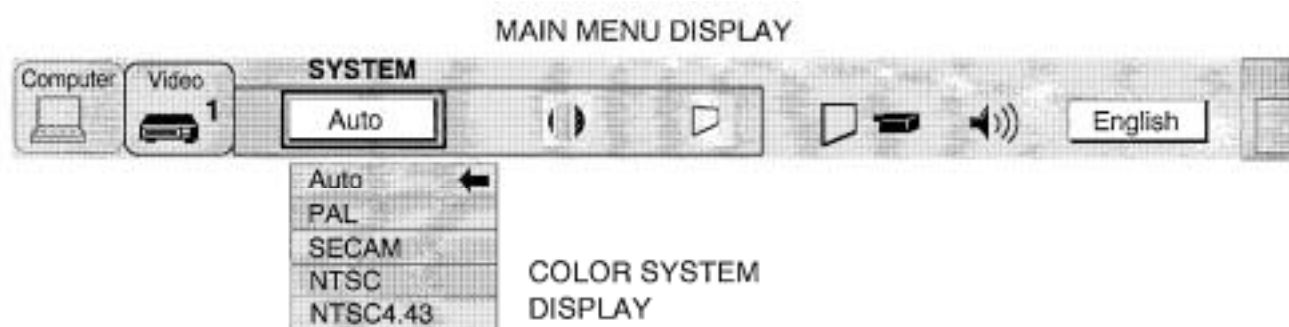 MAIN MENU DISPLAY
Computer Video SYSTEM
1 Auto English
Auto
PAL
SECAM
NTSC
NTSC4.43
COLOR SYSTEM
DISPLAY